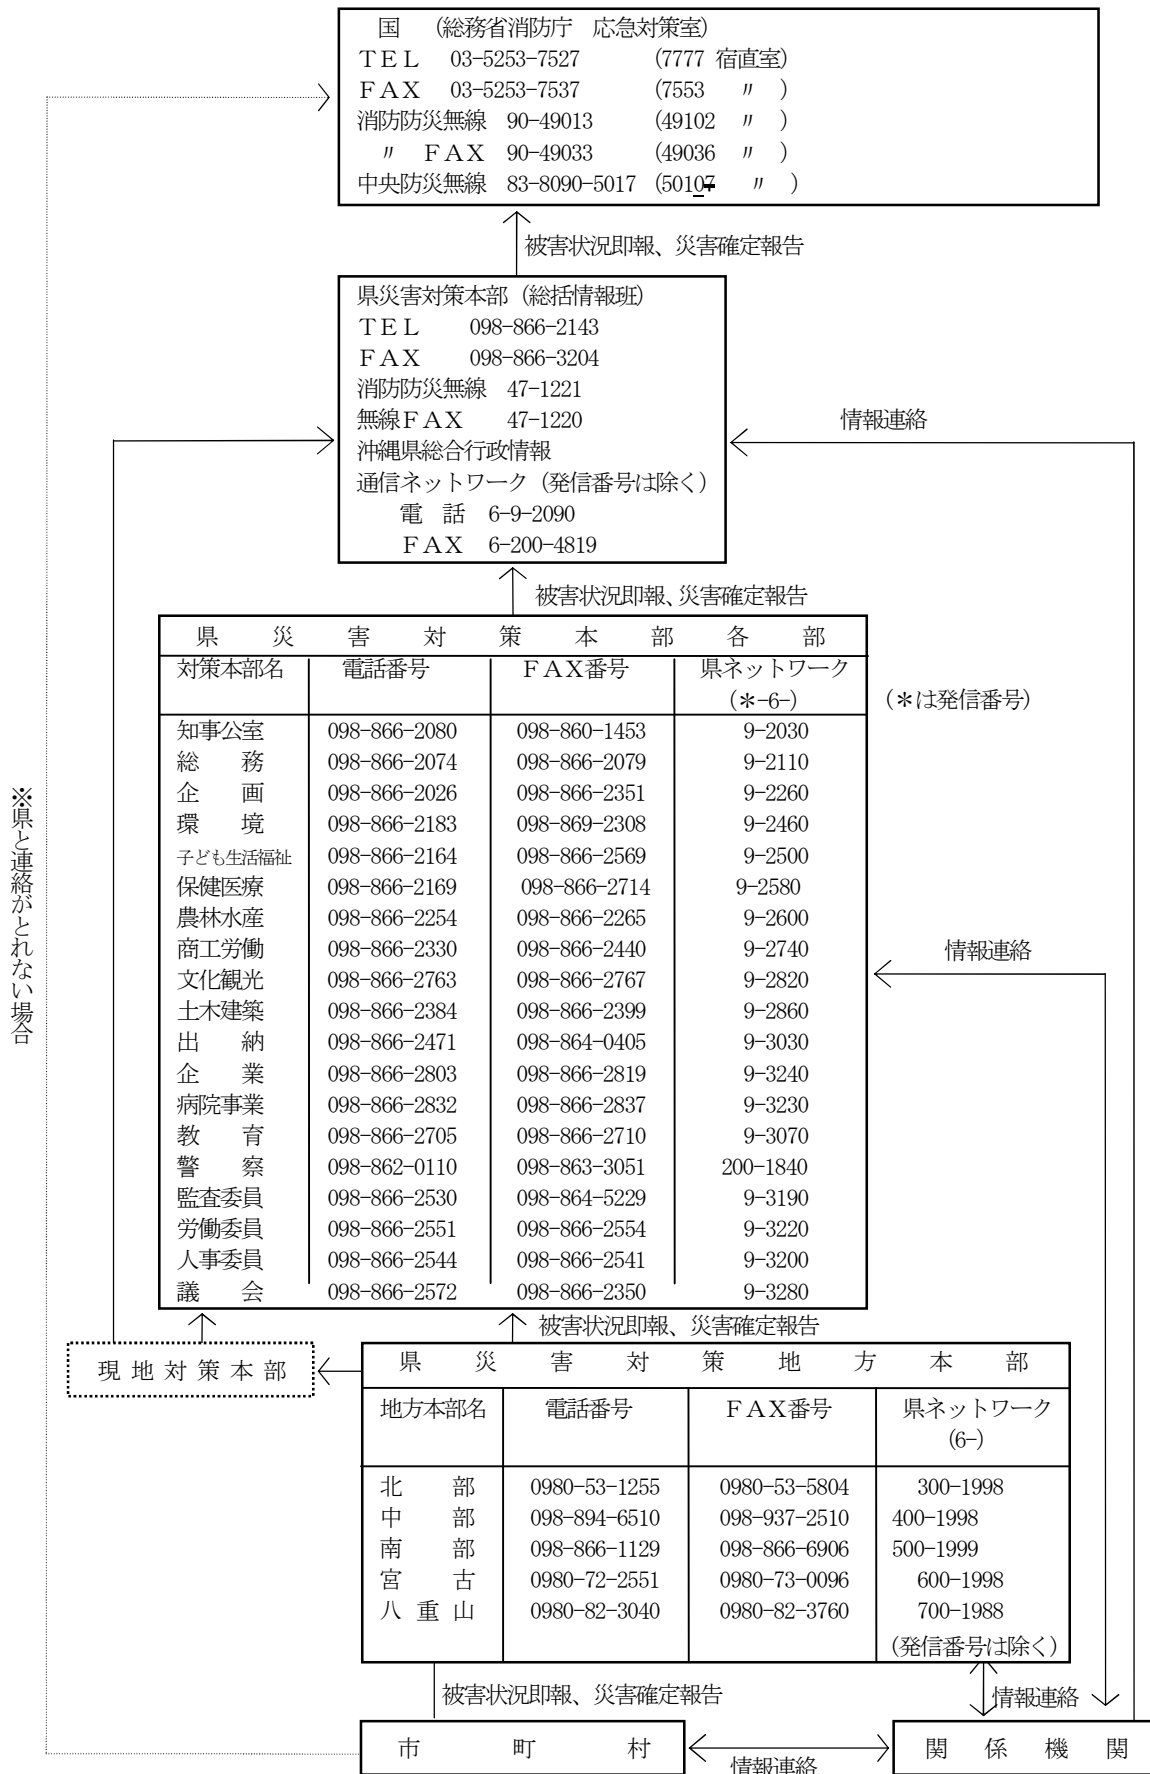 国　(総務省消防庁　応急対策室)
ＴＥＬ　03-5253-7527　(7777 宿直室)
ＦＡＸ　03-5253-7537　(7553　〃　)
消防防災無線　90-49013　(49102　〃　)
〃　ＦＡＸ　90-49033　(49036　〃　)
中央防災無線　83-8090-5017　(50107　〃　)
被害状況即報、災害確定報告
県災害対策本部（総括情報班）
ＴＥＬ　098-866-2143
ＦＡＸ　098-866-3204
消防防災無線　47-1221
無線ＦＡＸ　47-1220
沖縄県総合行政情報
通信ネットワーク（発信番号は除く）
電　話　6-9-2090
ＦＡＸ　6-200-4819
情報連絡
被害状況即報、災害確定報告
県　災　害　対　策　本　部　各　部
対策本部名　電話番号　ＦＡＸ番号　県ネットワーク
(＊-6-)　(＊は発信番号)
知事公室　098-866-2080　098-860-1453　9-2030
総　務　098-866-2074　098-866-2079　9-2110
企　画　098-866-2026　098-866-2351　9-2260
環　境　098-866-2183　098-869-2308　9-2460
子ども生活福祉　098-866-2164　098-866-2569　9-2500
保健医療　098-866-2169　098-866-2714　9-2580
農林水産　098-866-2254　098-866-2265　9-2600
商工労働　098-866-2330　098-866-2440　9-2740
文化観光　098-866-2763　098-866-2767　9-2820
土木建築　098-866-2384　098-866-2399　9-2860
出　納　098-866-2471　098-864-0405　9-3030
企　業　098-866-2803　098-866-2819　9-3240
病院事業　098-866-2832　098-866-2837　9-3230
教　育　098-866-2705　098-866-2710　9-3070
警　察　098-862-0110　098-863-3051　200-1840
監査委員　098-866-2530　098-864-5229　9-3190
労働委員　098-866-2551　098-866-2554　9-3220
人事委員　098-866-2544　098-866-2541　9-3200
議　会　098-866-2572　098-866-2350　9-3280
情報連絡
※県と連絡がとれない場合
被害状況即報、災害確定報告
現 地 対 策 本 部
県　災　害　対　策　地　方　本　部
地方本部名　電話番号　ＦＡＸ番号　県ネットワーク
(6-)
北　部　0980-53-1255　0980-53-5804　300-1998
中　部　098-894-6510　098-937-2510　400-1998
南　部　098-866-1129　098-866-6906　500-1999
宮　古　0980-72-2551　0980-73-0096　600-1998
八 重 山　0980-82-3040　0980-82-3760　700-1988
(発信番号は除く)
被害状況即報、災害確定報告
情報連絡
市　町　村
情報連絡
関　係　機　関